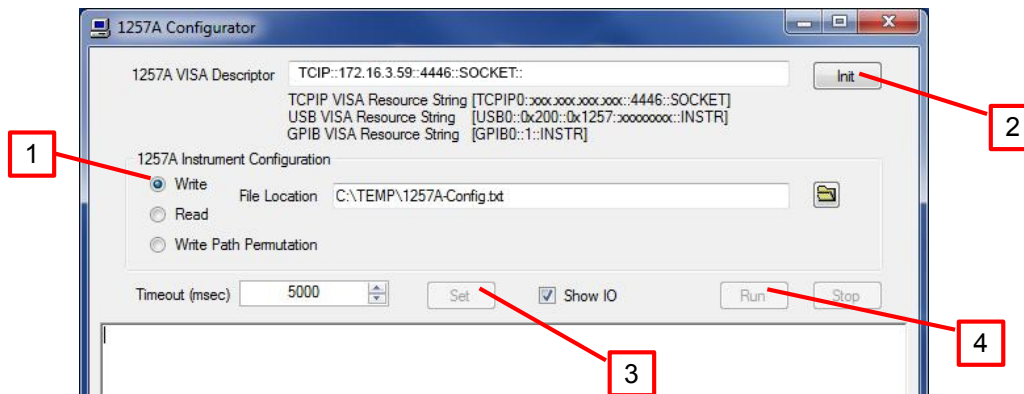 1257A Configurator
1257A VISA Descriptor TCIP::172.16.3.59::4446::SOCKET:: Init
TCPIP VISA Resource String [TCPIP0::xxx.xxx.xxx.xxx::4446::SOCKET]
USB VISA Resource String [USB0::0x200::0x1257::xxxxxxxx::INSTR]
GPIB VISA Resource String [GPIB0::1::INSTR]
2
1
1257A Instrument Configuration
Write
File Location C:\TEMP\1257A-Config.txt
Read
Write Path Permutation
Timeout (msec) 5000 Set Show IO Run Stop
4
3